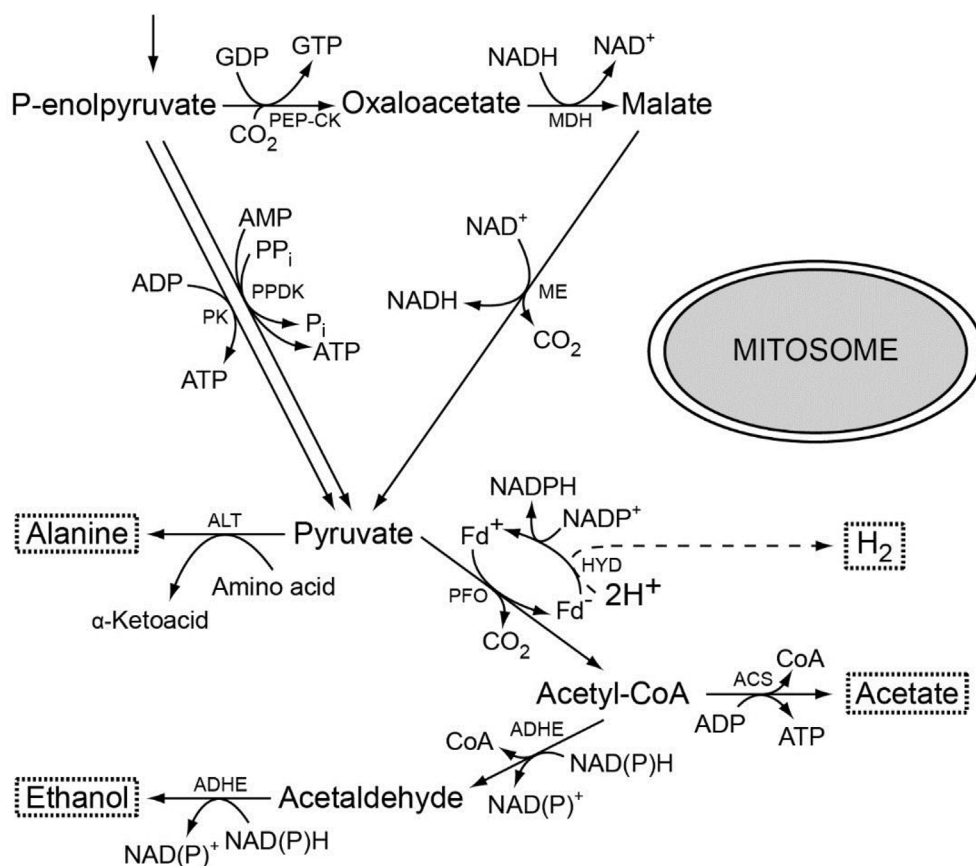 GDP GTP NADH NAD⁺
P-enolpyruvate Oxaloacetate Malate
CO₂ PEP-CK MDH
AMP
PPᵢ
NAD⁺
ADP PPDK NADH ME
PK Pᵢ
ATP CO₂ MITOSOME
ATP
NADPH
NADP⁺
Alanine ALT Pyruvate Fd⁺ H₂
HYD
Amino acid PFO Fd⁻ 2H⁺
α-Ketoacid
CO₂
CoA
Acetyl-CoA ACS Acetate
ADP ATP
ADHE
CoA NAD(P)H
Ethanol ADHE Acetaldehyde NAD(P)⁺
NAD(P)⁺ NAD(P)H